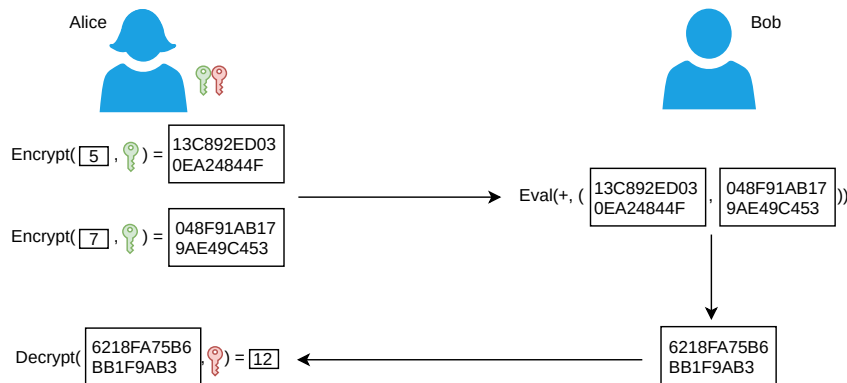 Alice
Bob
Encrypt( 5 , ) = 13C892ED03
0EA24844F
Eval(+, ( 13C892ED03 , 048F91AB17 ))
0EA24844F 9AE49C453
Encrypt( 7 , ) = 048F91AB17
9AE49C453
Decrypt( 6218FA75B6 , ) = 12
BB1F9AB3
6218FA75B6
BB1F9AB3